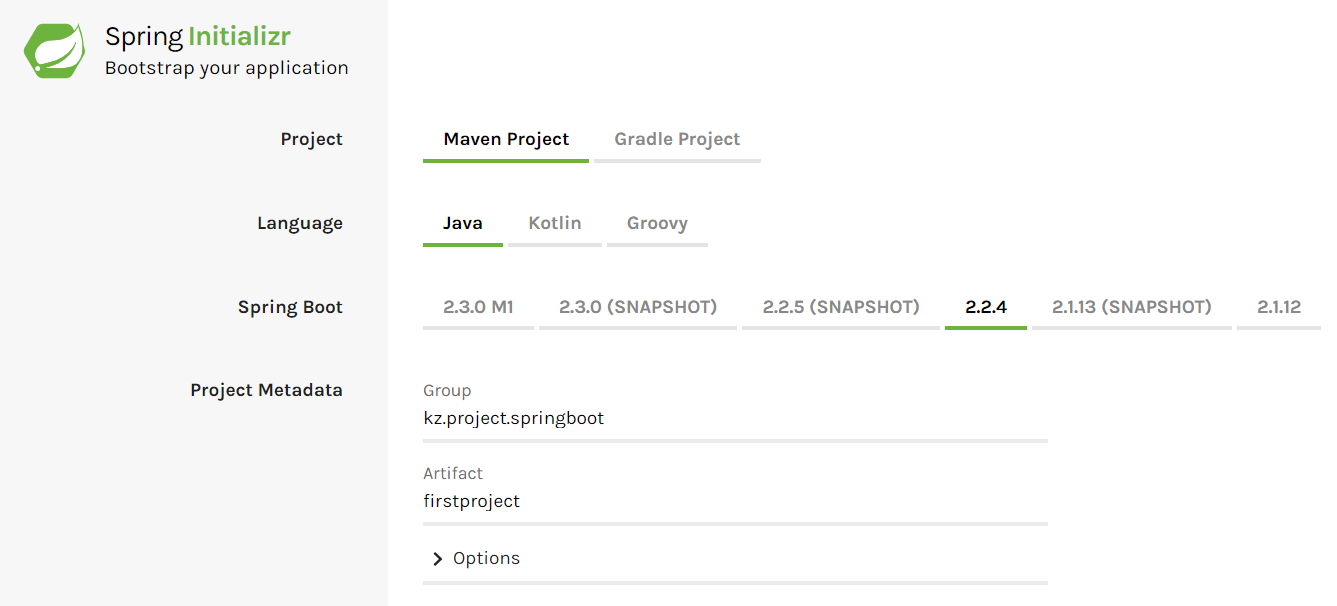 Spring Initializr
Bootstrap your application
Project
Maven Project Gradle Project
Language
Java Kotlin Groovy
Spring Boot
2.3.0 M1 2.3.0 (SNAPSHOT) 2.2.5 (SNAPSHOT) 2.2.4 2.1.13 (SNAPSHOT) 2.1.12
Project Metadata
Group
kz.project.springboot
Artifact
firstproject
Options